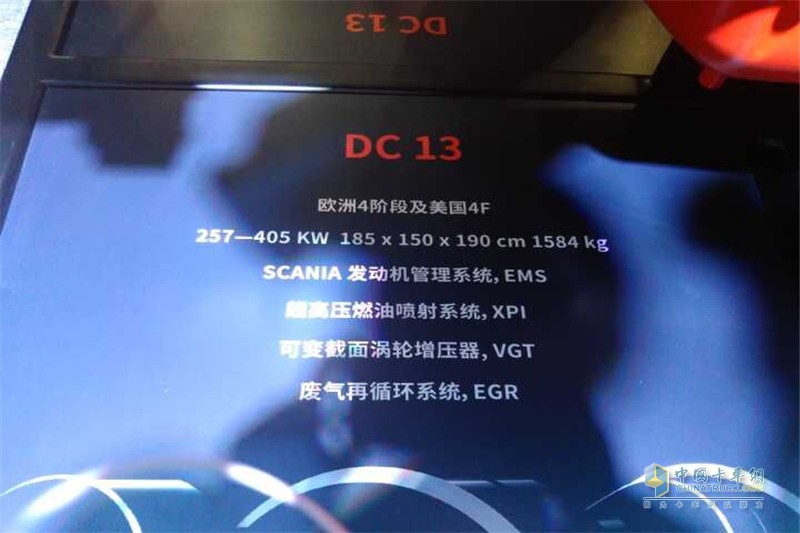 DC 13
DC 13
欧洲4阶段及美国4F
257—405 KW 185 x 150 x 190 cm 1584 kg
SCANIA 发动机管理系统, EMS
超高压燃油喷射系统, XPI
可变截面涡轮增压器, VGT
废气再循环系统, EGR
中国卡车网
CHINATRUCK.CC